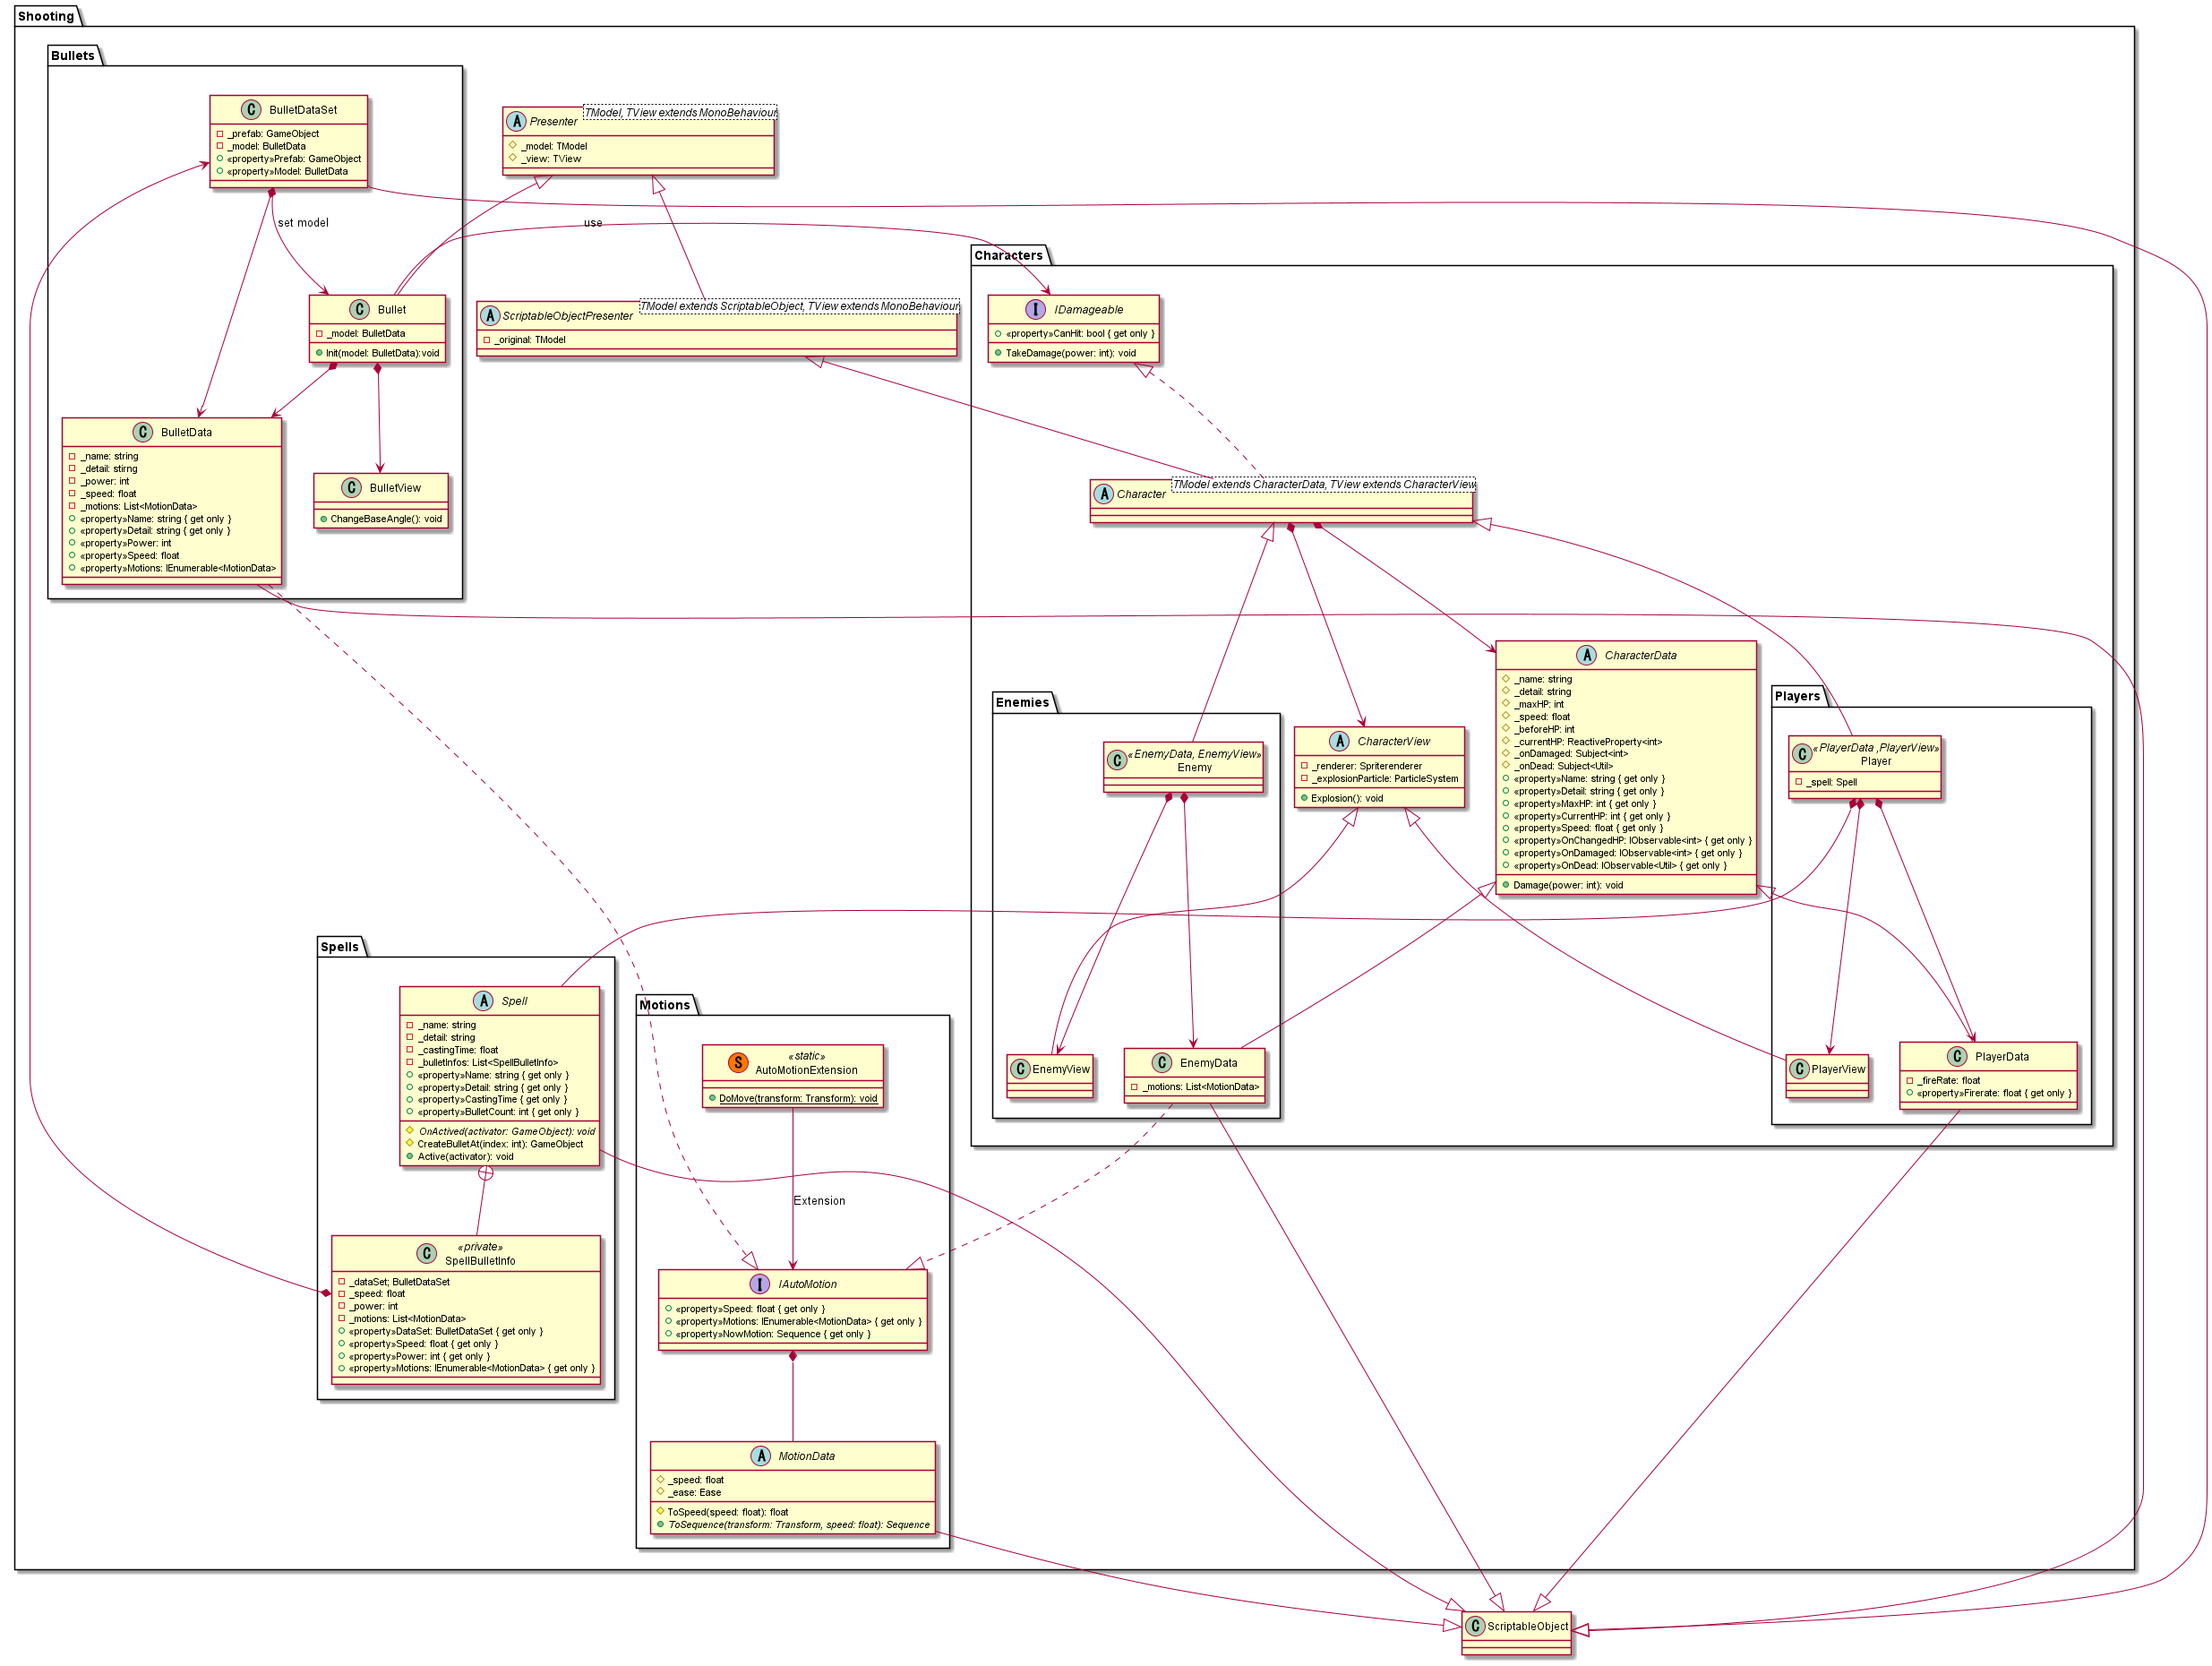 Shooting
Bullets
BulletDataSet
_prefab: GameObject
_model: BulletData
«property»Prefab: GameObject
«property»Model: BulletData
Presenter
TModel, TView extends MonoBehaviour
_model: TModel
_view: TView
set model
use
Bullet
_model: BulletData
Init(model: BulletData): void
ScriptableObjectPresenter
TModel extends ScriptableObject, TView extends MonoBehaviour
_original: TModel
BulletData
_name: string
_detail: stirng
_power: int
_speed: float
_motions: List<MotionData>
«property»Name: string { get only }
«property»Detail: string { get only }
«property»Power: int
«property»Speed: float
«property»Motions: IEnumerable<MotionData>
BulletView
ChangeBaseAngle(): void
Characters
IDamageable
«property»CanHit: bool { get only }
TakeDamage(power: int): void
Character
TModel extends CharacterData, TView extends CharacterView
CharacterData
_name: string
_detail: string
_maxHP: int
_speed: float
_beforeHP: int
_currentHP: ReactiveProperty<int>
_onDamaged: Subject<int>
_onDead: Subject<Util>
«property»Name: string { get only }
«property»Detail: string { get only }
«property»MaxHP: int { get only }
«property»CurrentHP: int { get only }
«property»Speed: float { get only }
«property»OnChangedHP: IObservable<int> { get only }
«property»OnDamaged: IObservable<int> { get only }
«property»OnDead: IObservable<Util> { get only }
Damage(power: int): void
Enemies
«EnemyData, EnemyView»
Enemy
CharacterView
_renderer: Spriterenderer
_explosionParticle: ParticleSystem
Explosion(): void
Players
«PlayerData ,PlayerView»
Player
_spell: Spell
EnemyView
EnemyData
_motions: List<MotionData>
PlayerView
PlayerData
_fireRate: float
«property»Firerate: float { get only }
Spells
Spell
_name: string
_detail: string
_castingTime: float
_bulletInfos: List<SpellBulletInfo>
«property»Name: string { get only }
«property»Detail: string { get only }
«property»CastingTime { get only }
«property»BulletCount: int { get only }
OnActived(activator: GameObject): void
CreateBulletAt(index: int): GameObject
Active(activator): void
«private»
SpellBulletInfo
_dataSet; BulletDataSet
_speed: float
_power: int
_motions: List<MotionData>
«property»DataSet: BulletDataSet { get only }
«property»Speed: float { get only }
«property»Power: int { get only }
«property»Motions: IEnumerable<MotionData> { get only }
Motions
«static»
AutoMotionExtension
DoMove(transform: Transform): void
Extension
IAutoMotion
«property»Speed: float { get only }
«property»Motions: IEnumerable<MotionData> { get only }
«property»NowMotion: Sequence { get only }
MotionData
_speed: float
_ease: Ease
ToSpeed(speed: float): float
ToSequence(transform: Transform, speed: float): Sequence
ScriptableObject